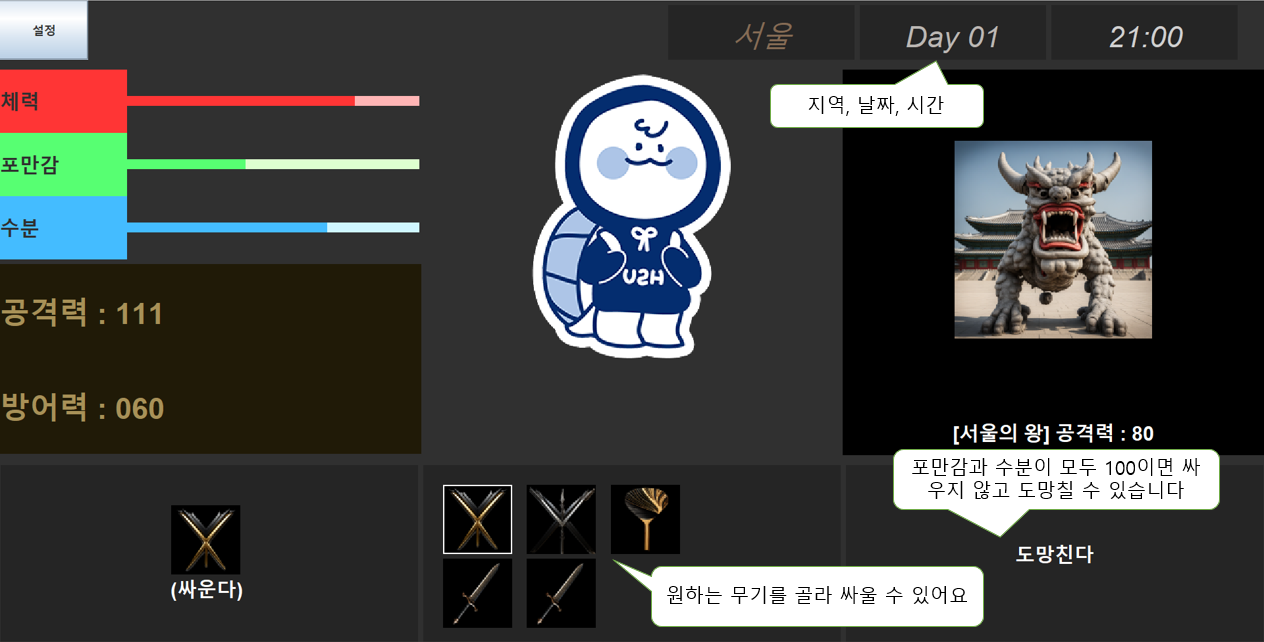 설정
서울
Day 01
21:00
지역, 날짜, 시간
체력
포만감
수분
공격력 : 111
방어력 : 060
HSU
[서울의 왕] 공격력 : 80
포만감과 수분이 모두 100이면 싸
우지 않고 도망칠 수 있습니다
도망친다
(싸운다)
원하는 무기를 골라 싸울 수 있어요